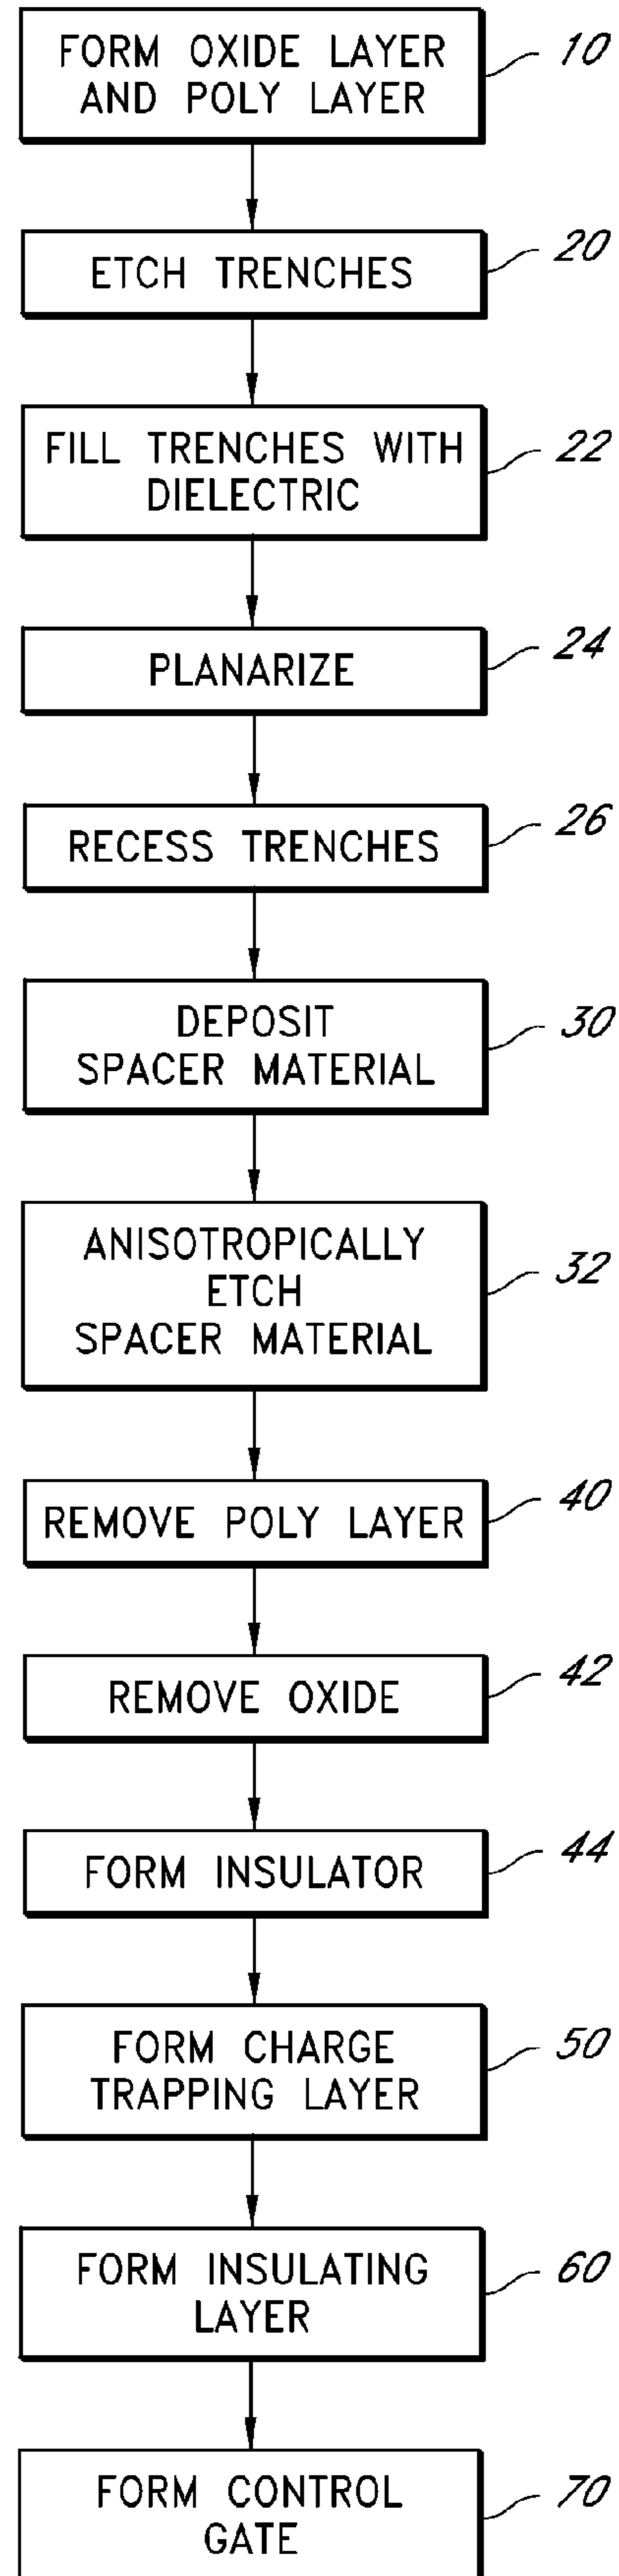 FORM OXIDE LAYER
AND POLY LAYER
10
ETCH TRENCHES
20
FILL TRENCHES WITH
DIELECTRIC
22
PLANARIZE
24
RECESS TRENCHES
26
DEPOSIT
SPACER MATERIAL
30
ANISOTROPICALLY
ETCH
SPACER MATERIAL
32
REMOVE POLY LAYER
40
REMOVE OXIDE
42
FORM INSULATOR
44
FORM CHARGE
TRAPPING LAYER
50
FORM INSULATING
LAYER
60
FORM CONTROL
GATE
70